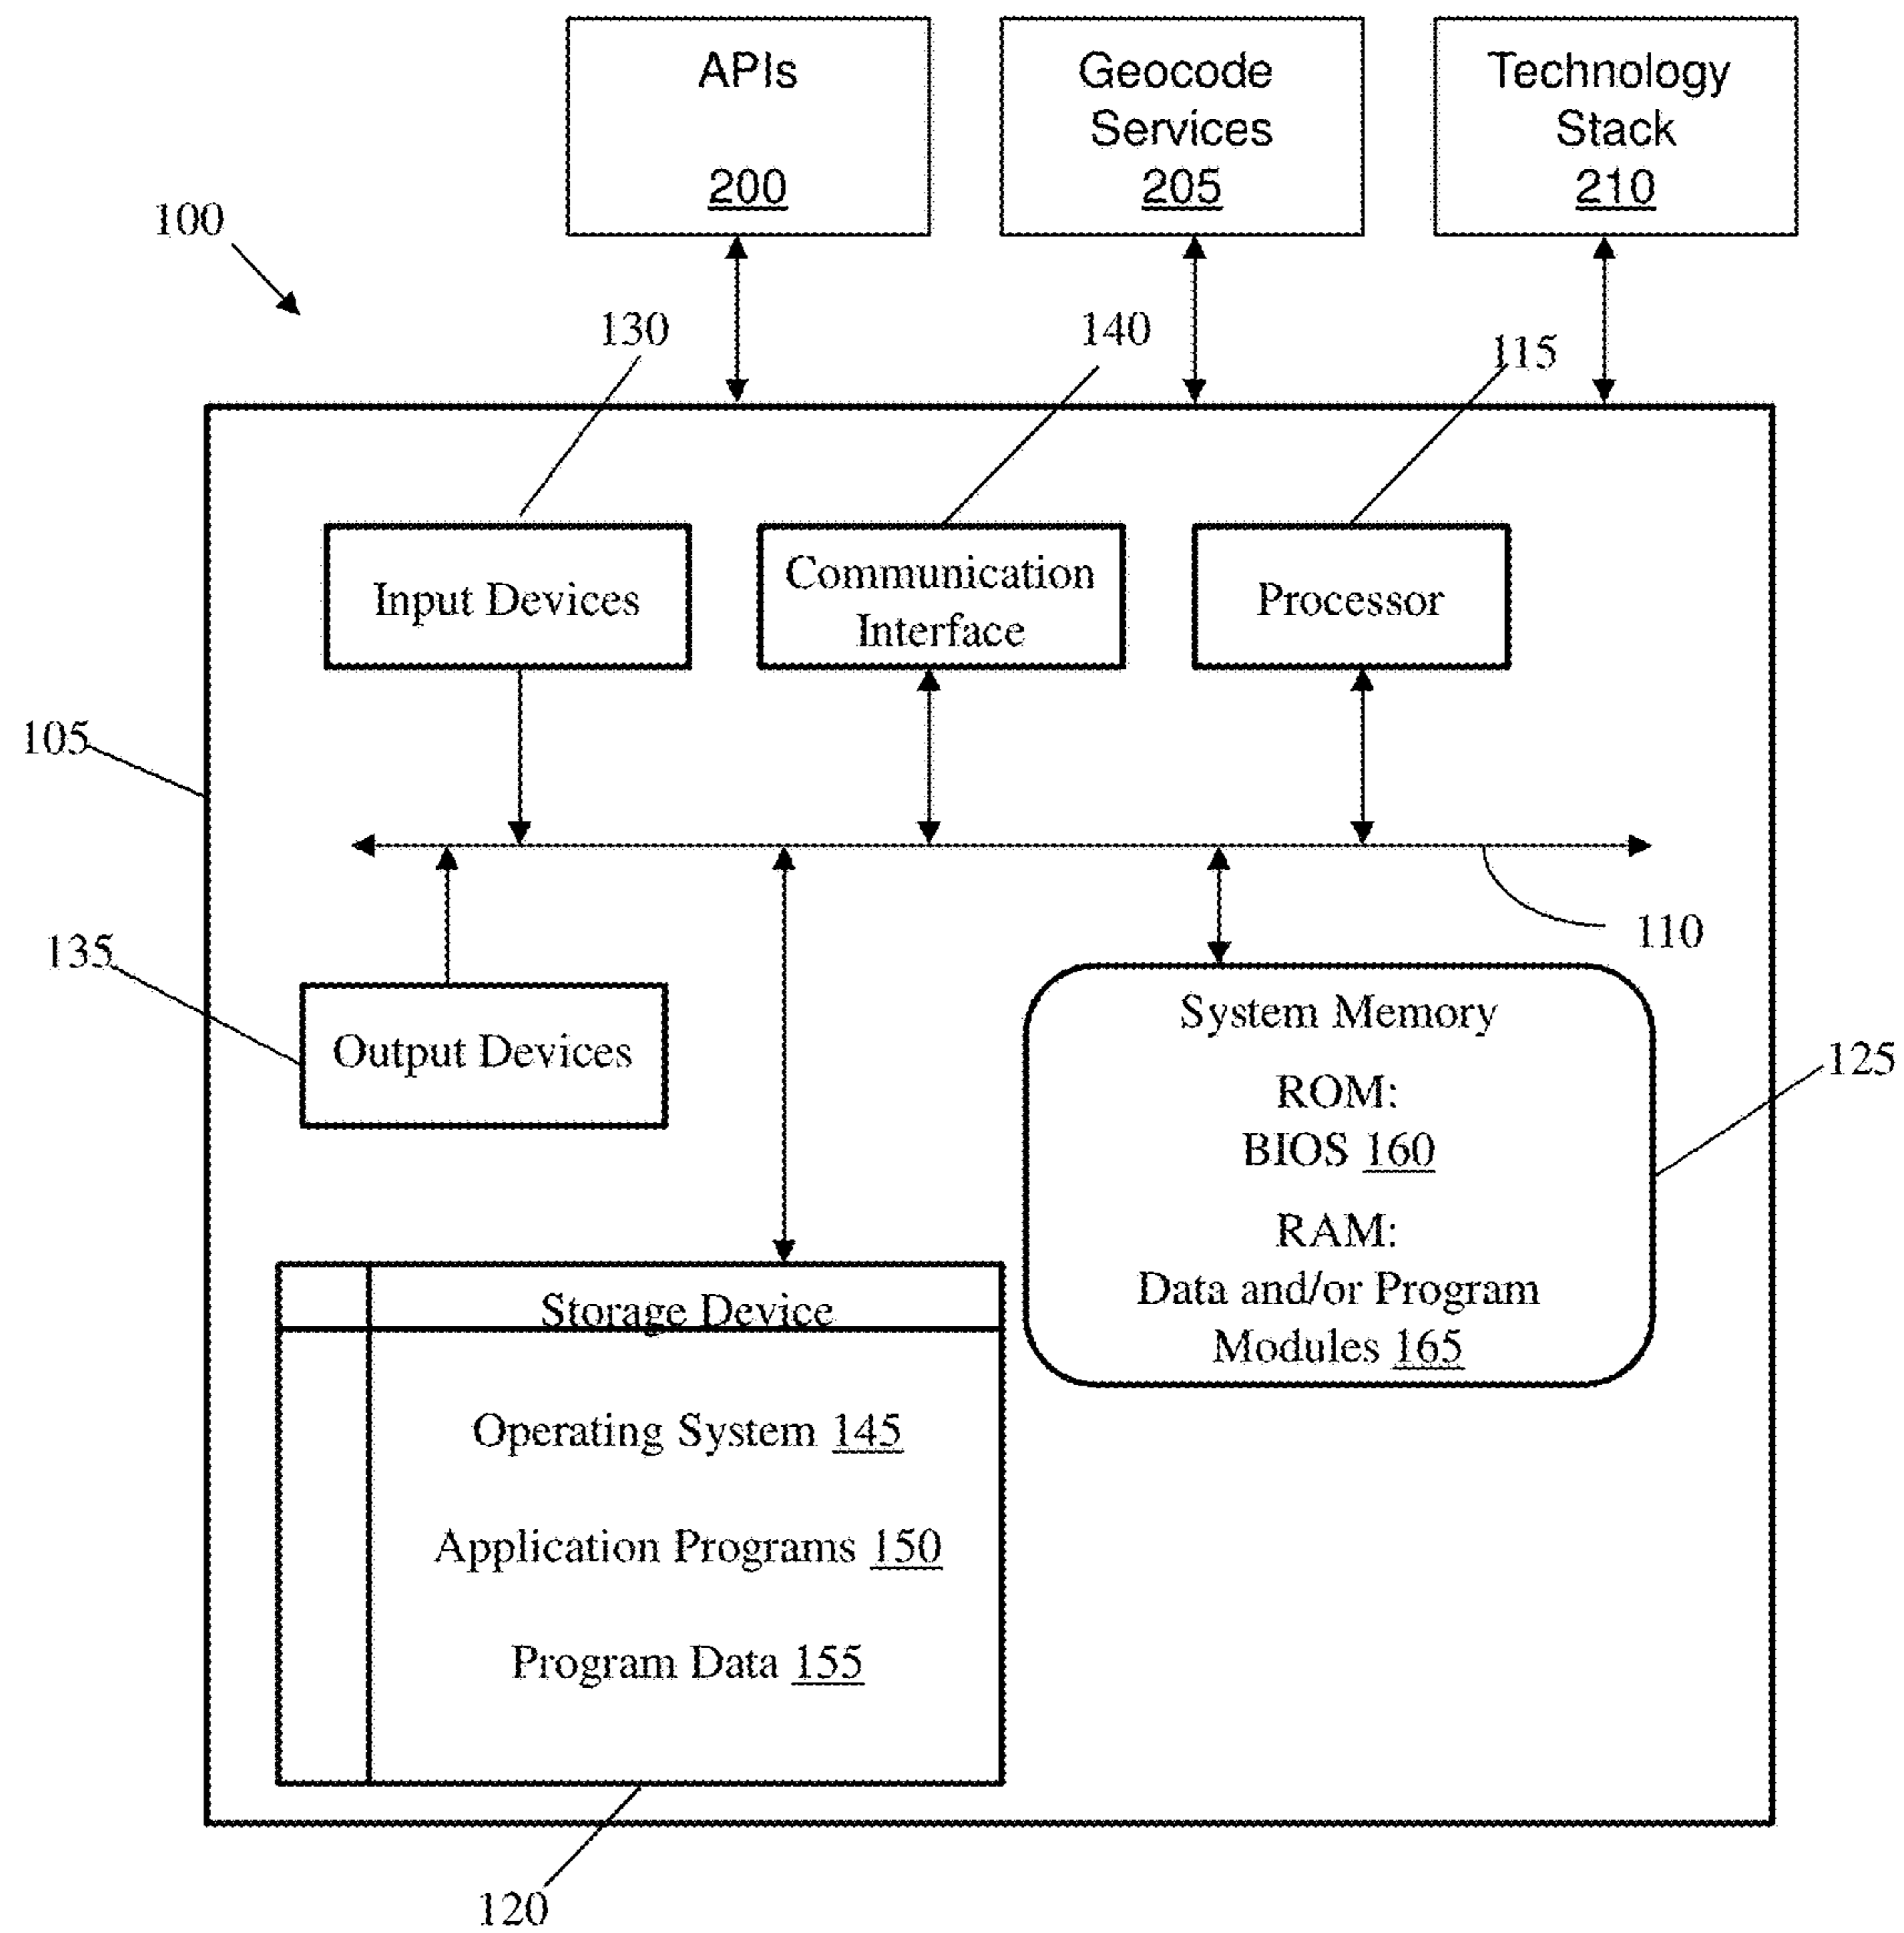 APIs
200
Geocode
Services
205
Technology
Stack
210
100
130
140
115
Input Devices
Communication
Interface
Processor
105
110
135
Output Devices
System Memory
ROM:
BIOS 160
RAM:
Data and/or Program
Modules 165
125
Storage Device
Operating System 145
Application Programs 150
Program Data 155
120